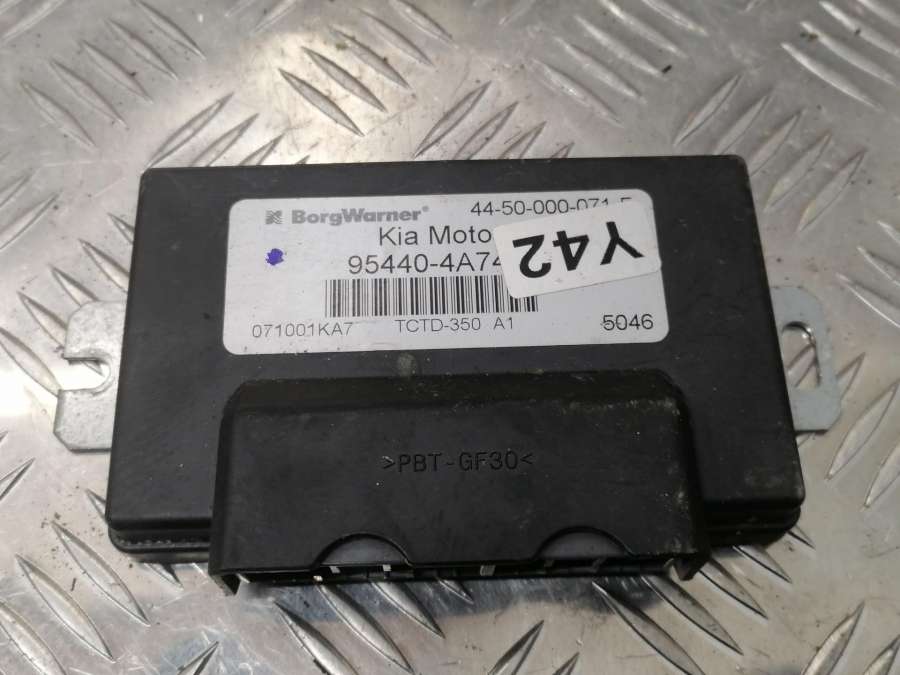 BorgWarner® 44-50-000-071-
Kia Moto
95440-4A74
Y42
071001KA7 TCTD-350 A1 5046
>PBT-GF30<